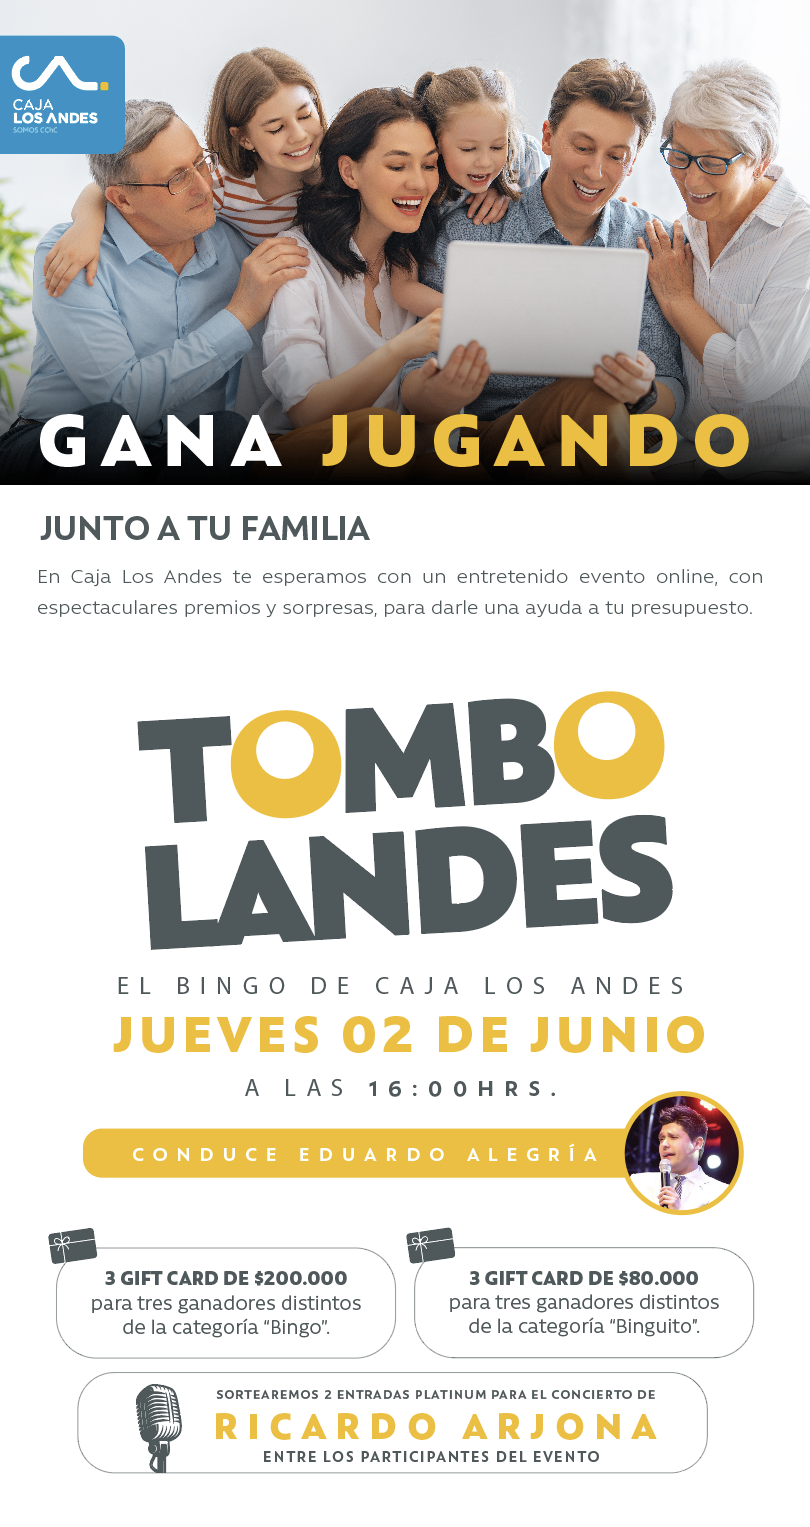 CAJA
LOS ANDES
SOMOS CChC
GANA JUGANDO
JUNTO A TU FAMILIA
En Caja Los Andes te esperamos con un entretenido evento online, con
espectaculares premios y sorpresas, para darle una ayuda a tu presupuesto.
TOMBO
LANDES
EL BINGO DE CAJA LOS ANDES
JUEVES 02 DE JUNIO
A LAS 16:00HRS.
CONDUCE EDUARDO ALEGRÍA
3 GIFT CARD DE $200.000
para tres ganadores distintos
de la categoría “Bingo”.
3 GIFT CARD DE $80.000
para tres ganadores distintos
de la categoría “Binguito”.
SORTEAREMOS 2 ENTRADAS PLATINUM PARA EL CONCIERTO DE
RICARDO ARJONA
ENTRE LOS PARTICIPANTES DEL EVENTO